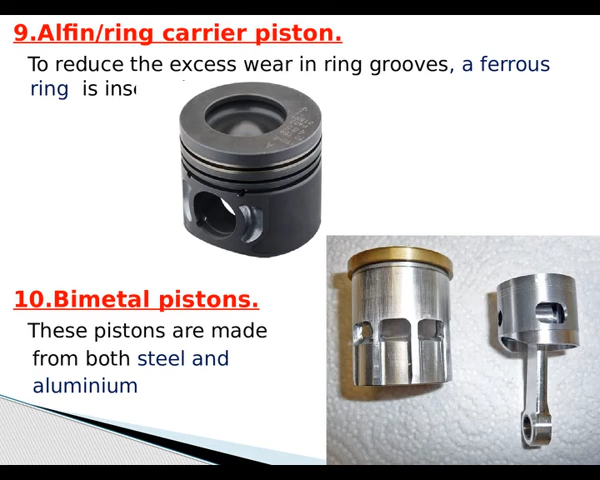 9.Alfin/ring carrier piston.
To reduce the excess wear in ring grooves, a ferrous
ring is
10.Bimetal pistons.
These pistons are made
from both steel and
aluminium